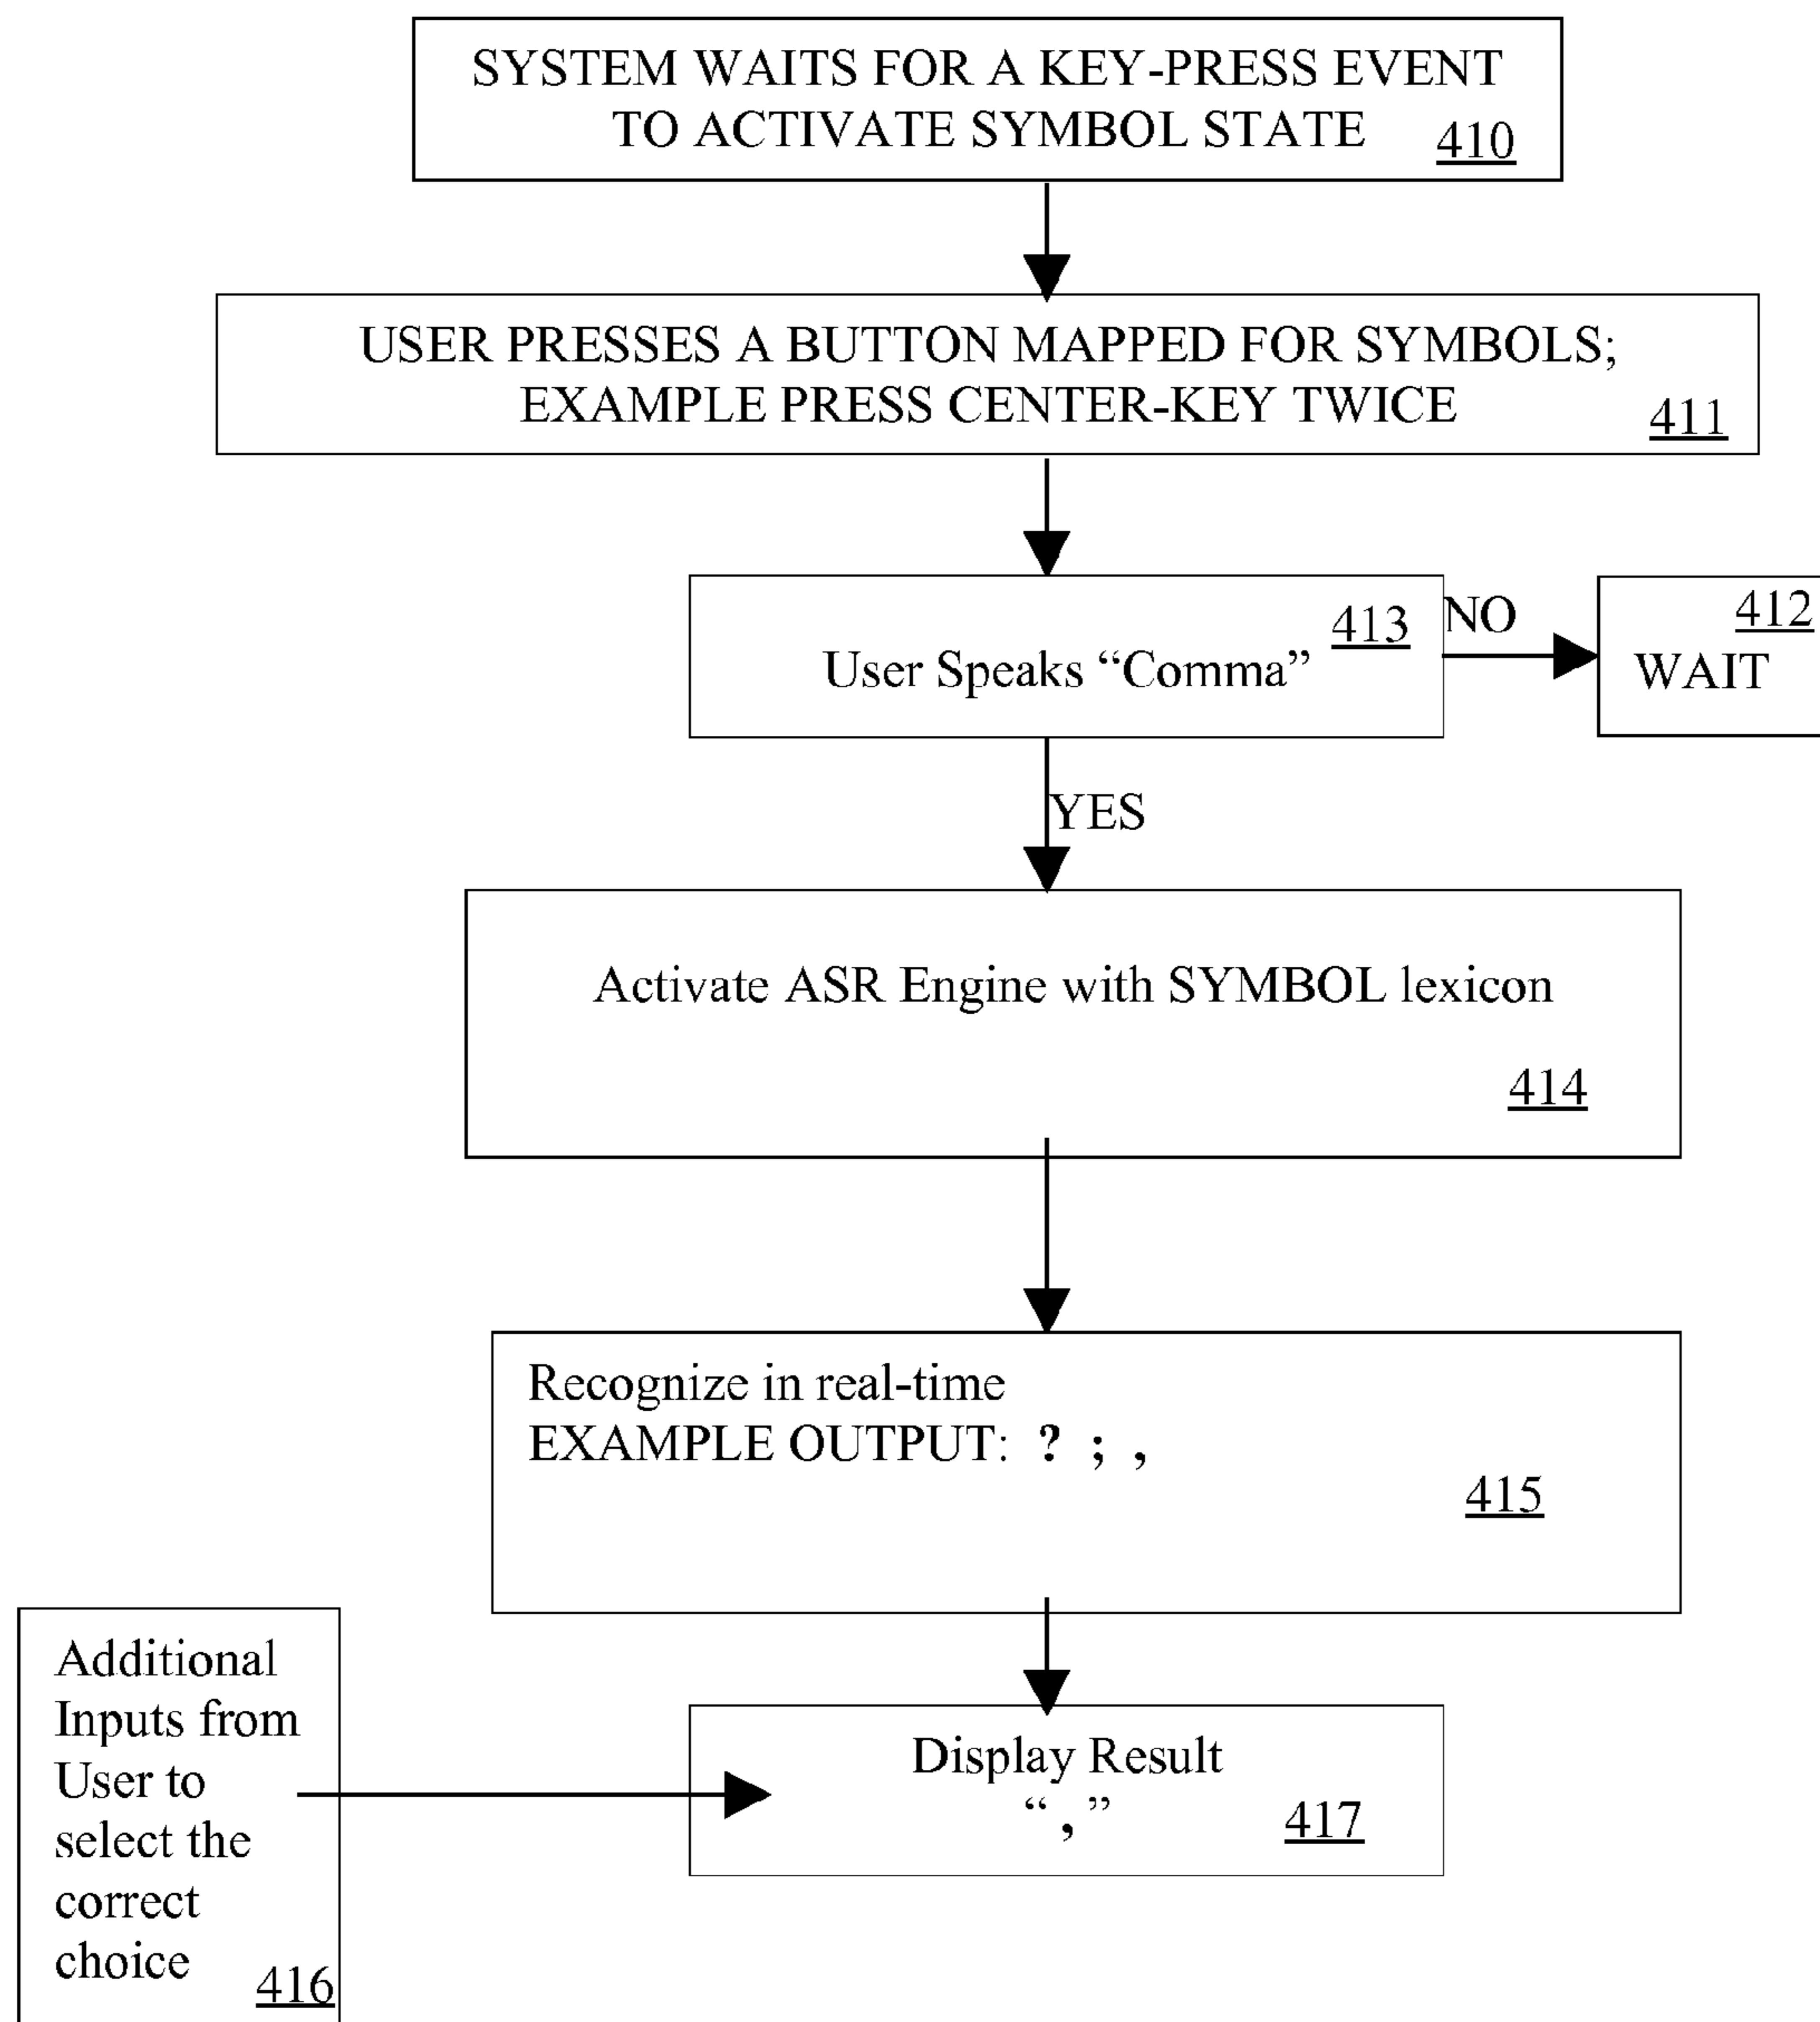 SYSTEM WAITS FOR A KEY-PRESS EVENT
TO ACTIVATE SYMBOL STATE 410
USER PRESSES A BUTTON MAPPED FOR SYMBOLS;
EXAMPLE PRESS CENTER-KEY TWICE
411
413
User Speaks “Comma”
NO
412
WAIT
YES
Activate ASR Engine with SYMBOL lexicon
414
Recognize in real-time
EXAMPLE OUTPUT: ? ; ,
415
Additional
Inputs from
User to
select the
correct
choice
416
Display Result
“,” 417